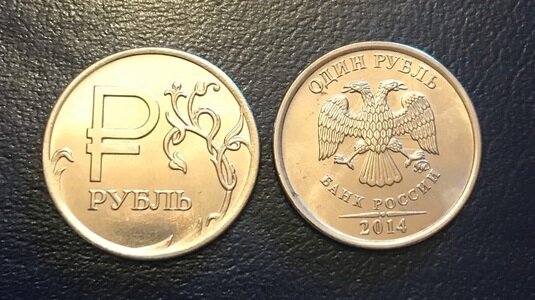 ₽
РУБЛЬ
ОДИН РУБЛЬ
БАНК РОССИИ
2014